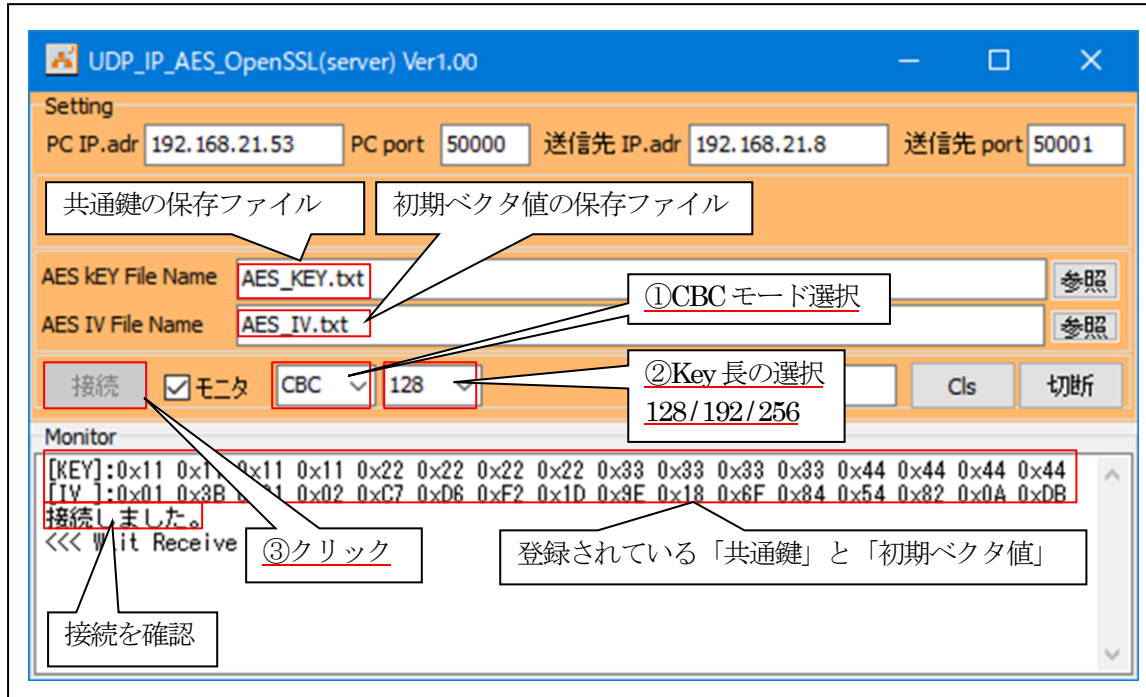 UDP_IP_AES_OpenSSL(server) Ver1.00
Setting
PC IP.adr 192.168.21.53 PC port 50000 送信先 IP.adr 192.168.21.8 送信先 port 50001
共通鍵の保存ファイル
初期ベクタ値の保存ファイル
AES kEY File Name AES_KEY.txt 参照
①CBCモード選択
AES IV File Name AES_IV.txt 参照
接続 モニタ CBC 128 Cls 切断
②Key長の選択
128/192/256
Monitor
[KEY]:0x11 0x11 0x11 0x11 0x22 0x22 0x22 0x22 0x33 0x33 0x33 0x33 0x44 0x44 0x44 0x44
[IV ]:0x01 0x3B 0x02 0xC7 0xD6 0xF2 0x1D 0x9E 0x18 0x6F 0x84 0x54 0x82 0x0A 0xDB
接続しました。
<<< Wait Receive
③クリック
登録されている「共通鍵」と「初期ベクタ値」
接続を確認